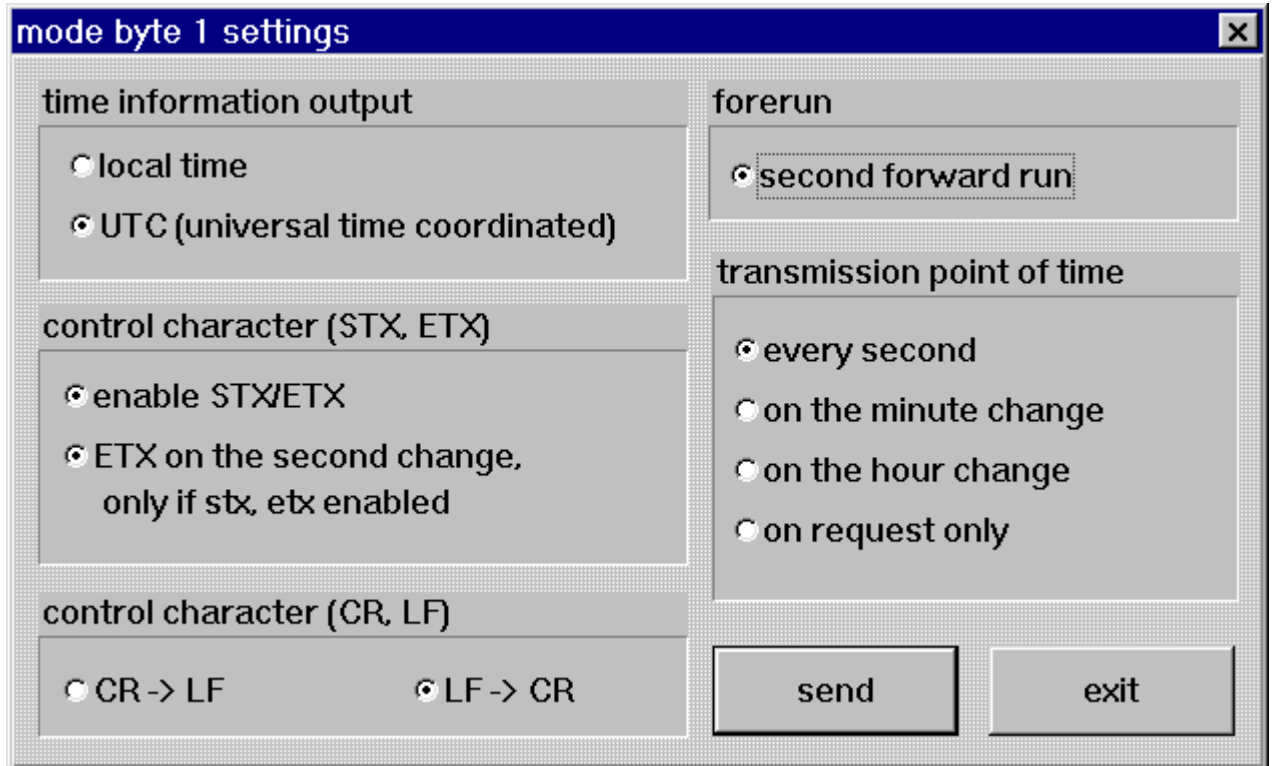 mode byte 1 settings
time information output
local time
UTC (universal time coordinated)
control character (STX, ETX)
enable STX/ETX
ETX on the second change,
only if stx, etx enabled
control character (CR, LF)
CR -> LF
LF -> CR
forerun
second forward run
transmission point of time
every second
on the minute change
on the hour change
on request only
send
exit